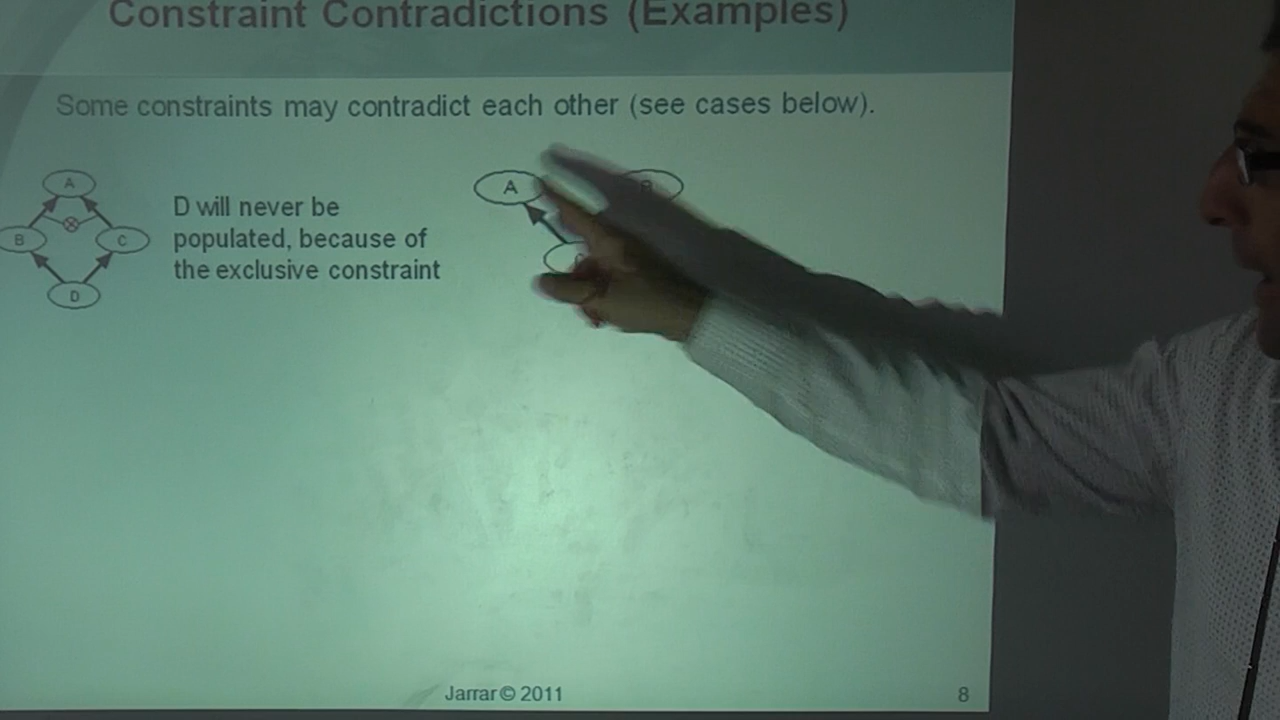 Constraint Contradictions (Examples)
Some constraints may contradict each other (see cases below).
A
B
C
D
D will never be
populated, because of
the exclusive constraint
A
B
Jarrar © 2011
8